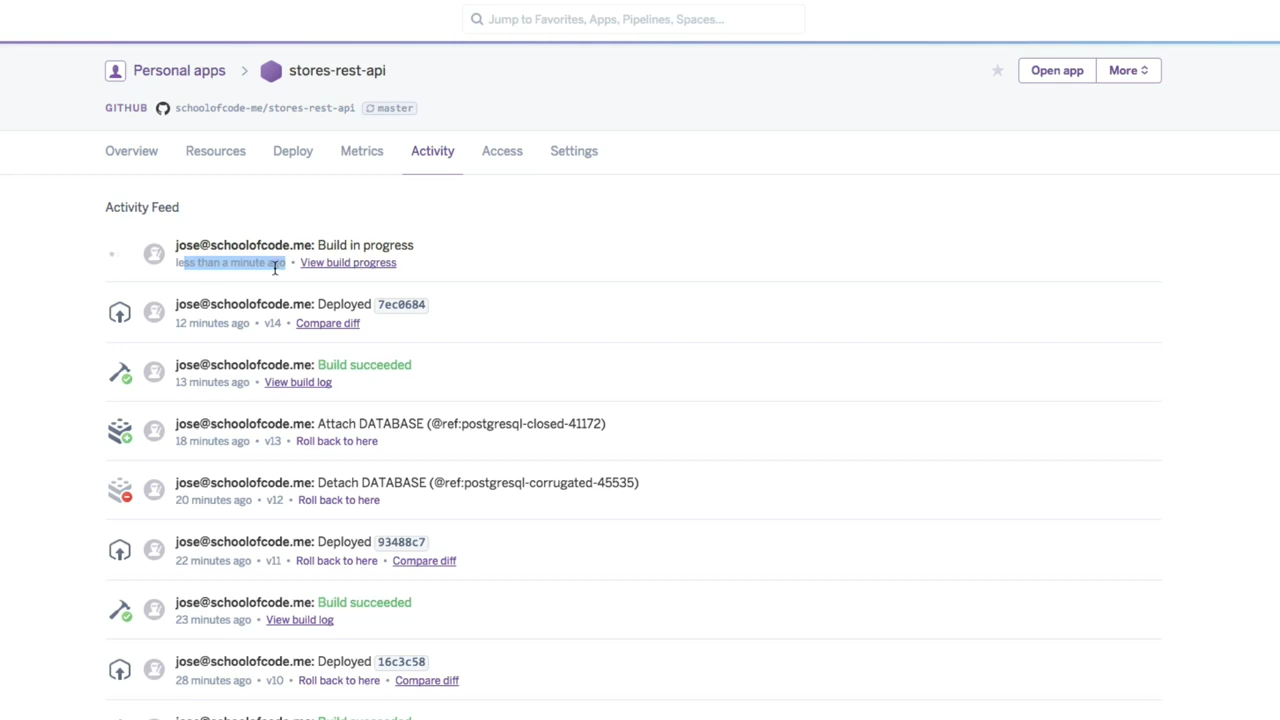 Jump to Favorites, Apps, Pipelines, Spaces...
Personal apps > stores-rest-api
Open app More
GITHUB schoolofcode-me/stores-rest-api master
Overview Resources Deploy Metrics Activity Access Settings
Activity Feed
jose@schoolofcode.me: Build in progress
less than a minute ago • View build progress
jose@schoolofcode.me: Deployed 7ec0684
12 minutes ago • v14 • Compare diff
jose@schoolofcode.me: Build succeeded
13 minutes ago • View build log
jose@schoolofcode.me: Attach DATABASE (@ref:postgresql-closed-41172)
18 minutes ago • v13 • Roll back to here
jose@schoolofcode.me: Detach DATABASE (@ref:postgresql-corrugated-45535)
20 minutes ago • v12 • Roll back to here
jose@schoolofcode.me: Deployed 93488c7
22 minutes ago • v11 • Roll back to here • Compare diff
jose@schoolofcode.me: Build succeeded
23 minutes ago • View build log
jose@schoolofcode.me: Deployed 16c3c58
28 minutes ago • v10 • Roll back to here • Compare diff